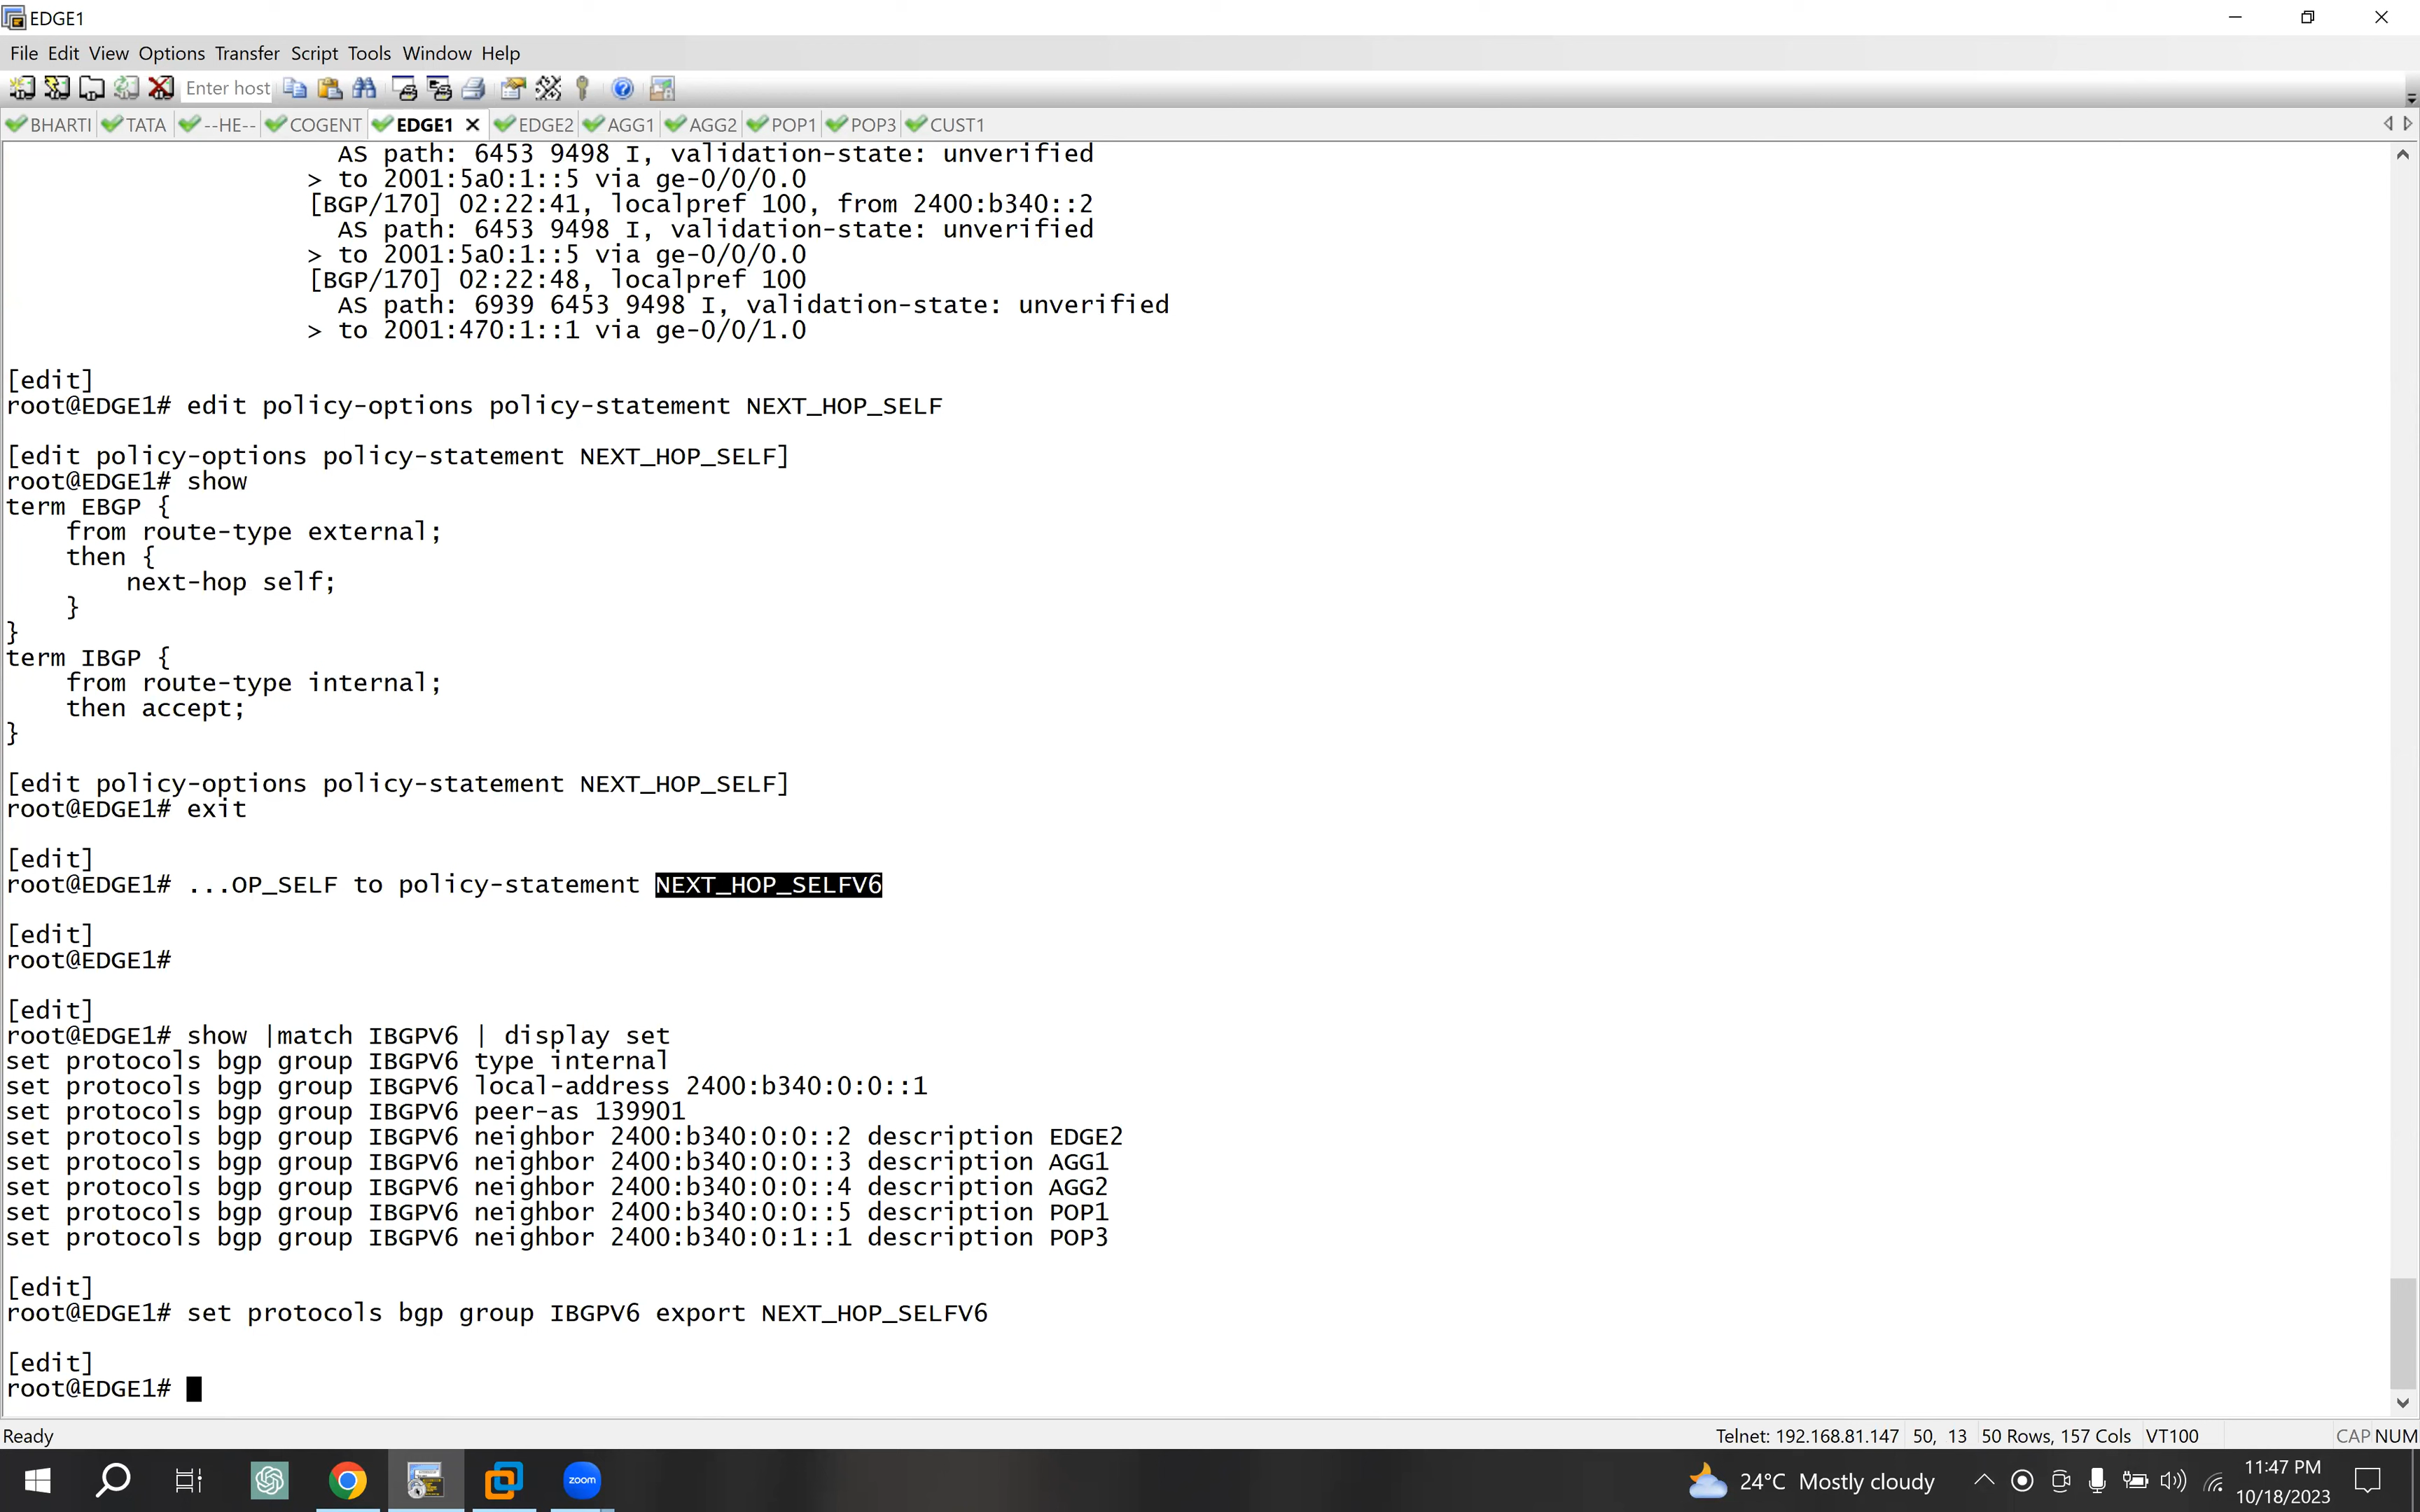 EDGE1
File Edit View Options Transfer Script Tools Window Help
Enter host
BHARTI TATA --HE-- COGENT EDGE1 EDGE2 AGG1 AGG2 POP1 POP3 CUST1
AS path: 6453 9498 I, validation-state: unverified
> to 2001:5a0:1::5 via ge-0/0/0.0
[BGP/170] 02:22:41, localpref 100, from 2400:b340::2
AS path: 6453 9498 I, validation-state: unverified
> to 2001:5a0:1::5 via ge-0/0/0.0
[BGP/170] 02:22:48, localpref 100
AS path: 6939 6453 9498 I, validation-state: unverified
> to 2001:470:1::1 via ge-0/0/1.0
[edit]
root@EDGE1# edit policy-options policy-statement NEXT_HOP_SELF
[edit policy-options policy-statement NEXT_HOP_SELF]
root@EDGE1# show
term EBGP {
from route-type external;
then {
next-hop self;
}
}
term IBGP {
from route-type internal;
then accept;
}
[edit policy-options policy-statement NEXT_HOP_SELF]
root@EDGE1# exit
[edit]
root@EDGE1# ...OP_SELF to policy-statement NEXT_HOP_SELFV6
[edit]
root@EDGE1#
[edit]
root@EDGE1# show |match IBGPV6 | display set
set protocols bgp group IBGPV6 type internal
set protocols bgp group IBGPV6 local-address 2400:b340:0:0::1
set protocols bgp group IBGPV6 peer-as 139901
set protocols bgp group IBGPV6 neighbor 2400:b340:0:0::2 description EDGE2
set protocols bgp group IBGPV6 neighbor 2400:b340:0:0::3 description AGG1
set protocols bgp group IBGPV6 neighbor 2400:b340:0:0::4 description AGG2
set protocols bgp group IBGPV6 neighbor 2400:b340:0:0::5 description POP1
set protocols bgp group IBGPV6 neighbor 2400:b340:0:1::1 description POP3
[edit]
root@EDGE1# set protocols bgp group IBGPV6 export NEXT_HOP_SELFV6
[edit]
root@EDGE1#
Ready Telnet: 192.168.81.147 50, 13 50 Rows, 157 Cols VT100 CAP NUM
zoom 24°C Mostly cloudy 11:47 PM
10/18/2023